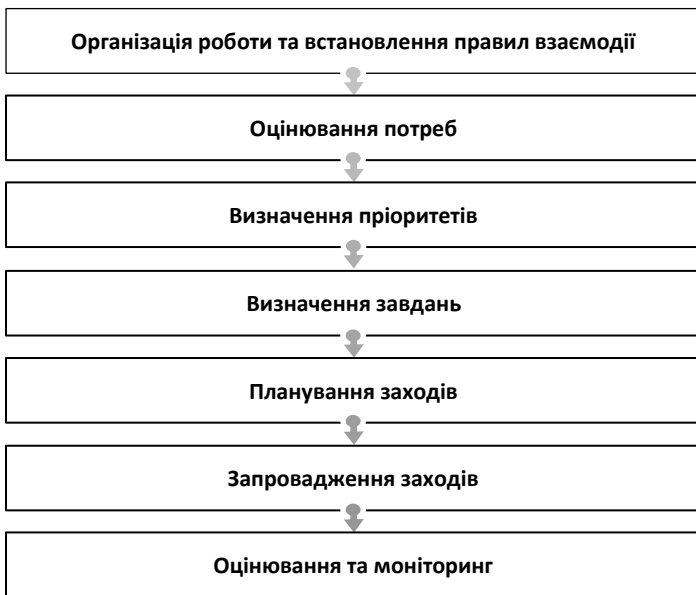 Організація роботи та встановлення правил взаємодії
Оцінювання потреб
Визначення пріоритетів
Визначення завдань
Планування заходів
Запровадження заходів
Оцінювання та моніторинг